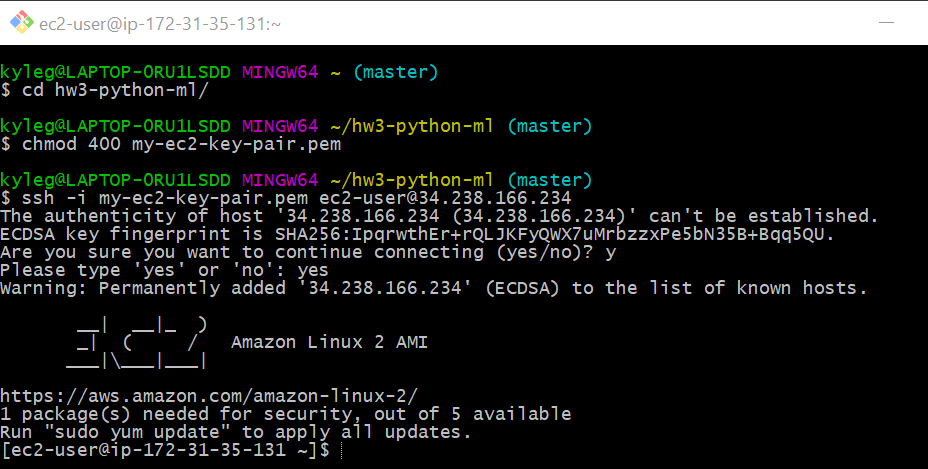 ec2-user@ip-172-31-35-131:~
kyleg@LAPTOP-0RU1LSDD MINGW64 ~ (master)
$ cd hw3-python-ml/
kyleg@LAPTOP-0RU1LSDD MINGW64 ~/hw3-python-ml (master)
$ chmod 400 my-ec2-key-pair.pem
kyleg@LAPTOP-0RU1LSDD MINGW64 ~/hw3-python-ml (master)
$ ssh -i my-ec2-key-pair.pem ec2-user@34.238.166.234
The authenticity of host '34.238.166.234 (34.238.166.234)' can't be established.
ECDSA key fingerprint is SHA256:IpqrwthEr+rQLJKFyQWX7uMrbzzxPe5bN35B+Bqq5QU.
Are you sure you want to continue connecting (yes/no)? y
Please type 'yes' or 'no': yes
Warning: Permanently added '34.238.166.234' (ECDSA) to the list of known hosts.
       __|  __|_  )
       _|  (     /   Amazon Linux 2 AMI
      ___|\___|___|
https://aws.amazon.com/amazon-linux-2/
1 package(s) needed for security, out of 5 available
Run "sudo yum update" to apply all updates.
[ec2-user@ip-172-31-35-131 ~]$